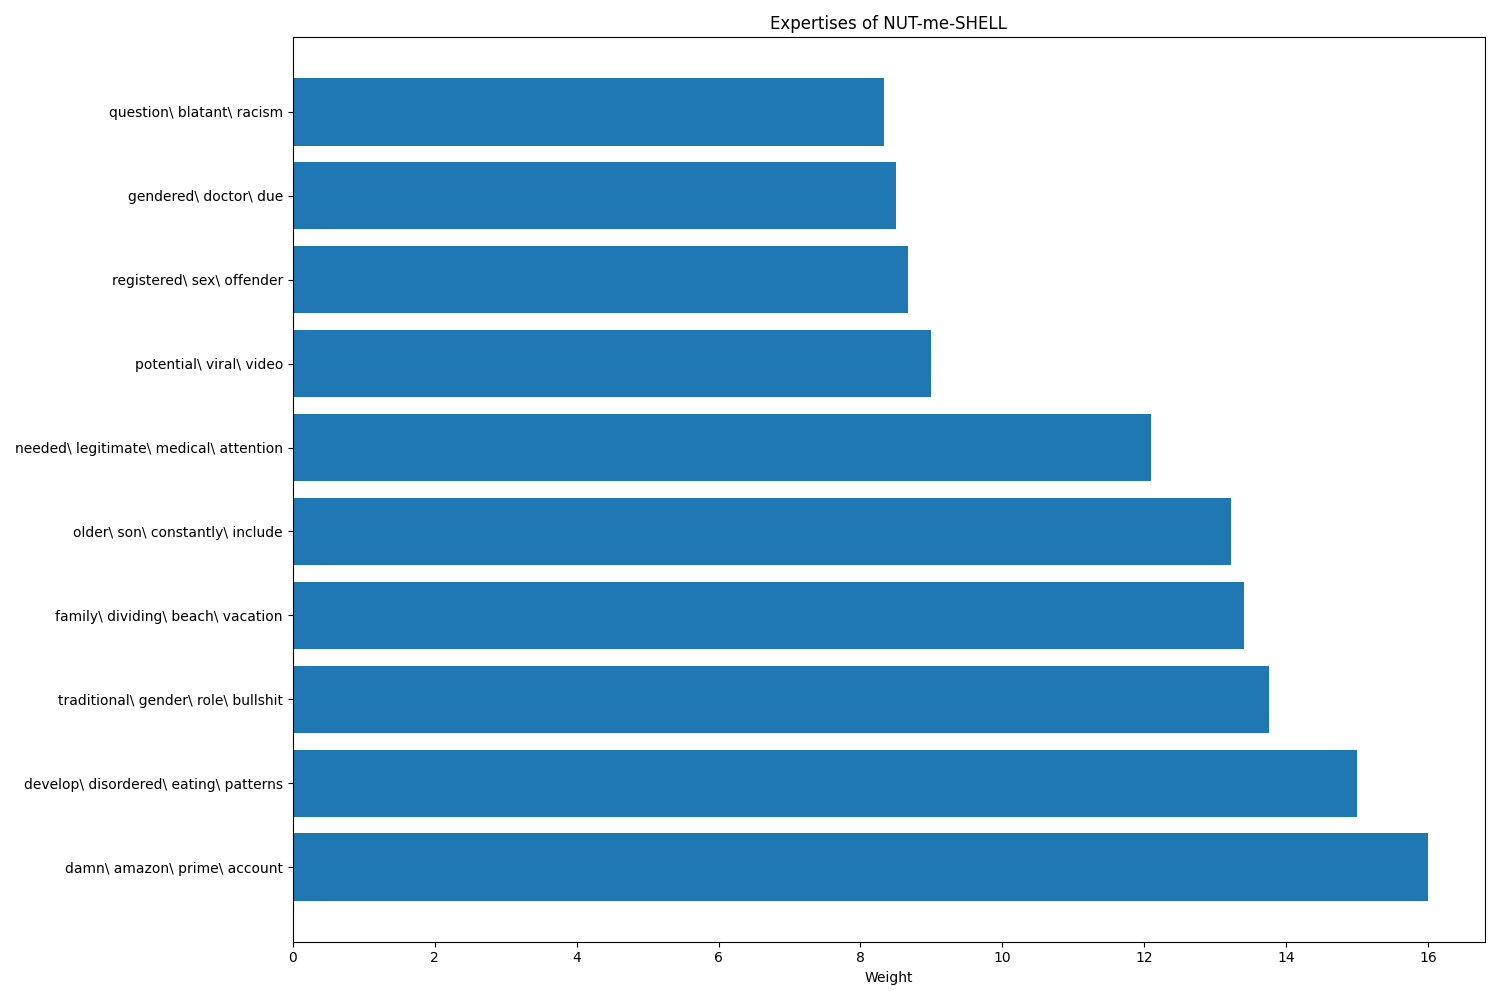 Expertises of NUT-me-SHELL
question\ blatant\ racism
gendered\ doctor\ due
registered\ sex\ offender
potential\ viral\ video
needed\ legitimate\ medical\ attention
older\ son\ constantly\ include
family\ dividing\ beach\ vacation
traditional\ gender\ role\ bullshit
develop\ disordered\ eating\ patterns
damn\ amazon\ prime\ account
0 2 4 6 8 10 12 14 16
Weight